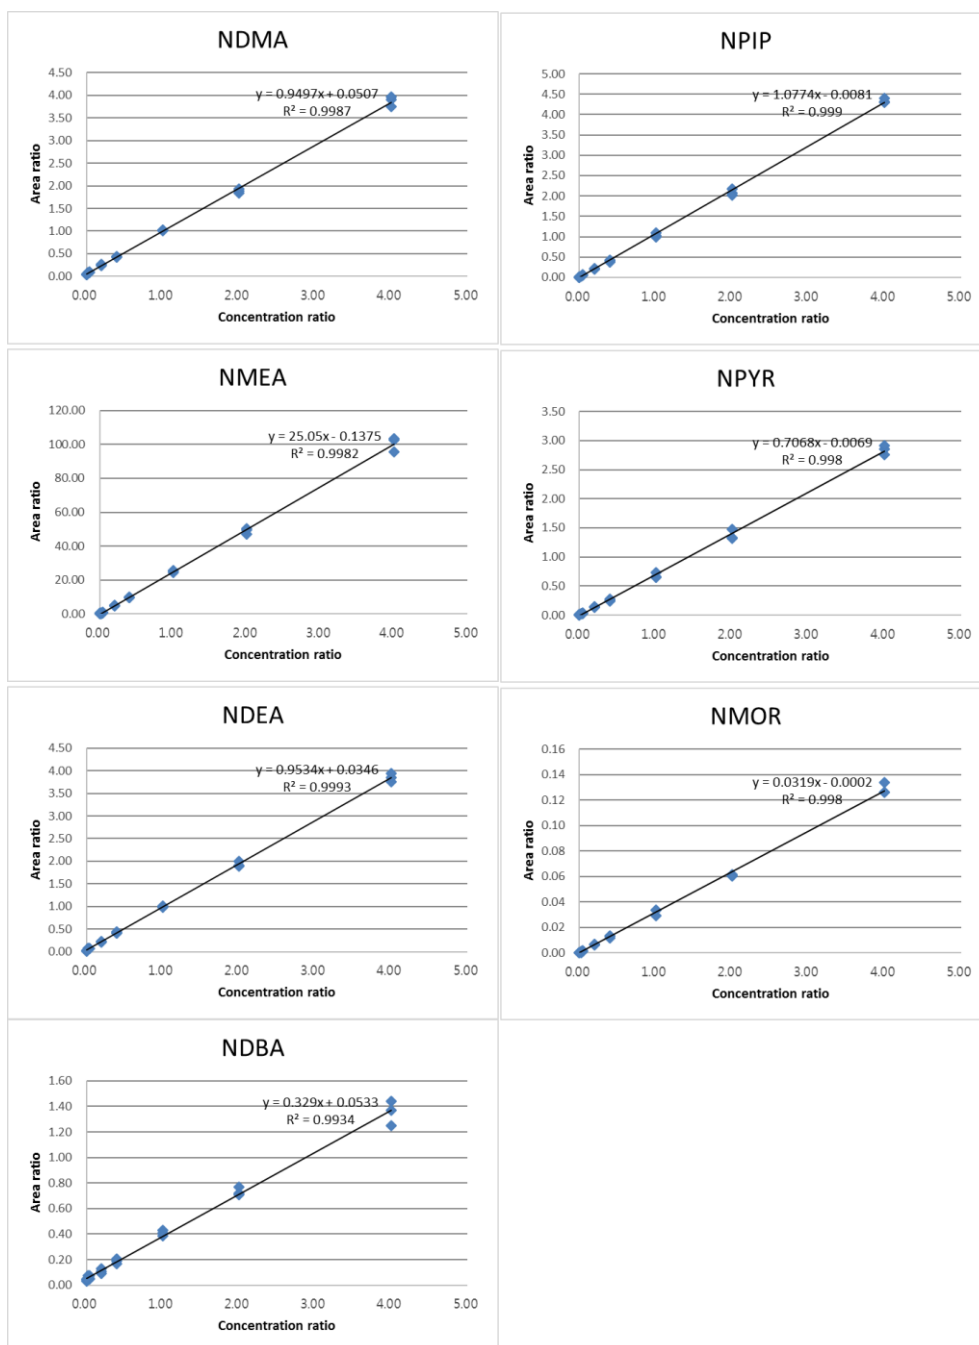 NDMA
4.50
4.00
3.50
3.00
2.50
2.00
1.50
1.00
0.50
0.00
y = 0.9497x + 0.0507
R² = 0.9987
0.00 1.00 2.00 3.00 4.00 5.00
Area ratio
Concentration ratio
NPIP
5.00
4.50
4.00
3.50
3.00
2.50
2.00
1.50
1.00
0.50
0.00
y = 1.0774x - 0.0081
R² = 0.999
0.00 1.00 2.00 3.00 4.00 5.00
Area ratio
Concentration ratio
NMEA
120.00
100.00
80.00
60.00
40.00
20.00
0.00
y = 25.05x - 0.1375
R² = 0.9982
0.00 1.00 2.00 3.00 4.00 5.00
Area ratio
Concentration ratio
NPYR
3.50
3.00
2.50
2.00
1.50
1.00
0.50
0.00
y = 0.7068x - 0.0069
R² = 0.998
0.00 1.00 2.00 3.00 4.00 5.00
Area ratio
Concentration ratio
NDEA
4.50
4.00
3.50
3.00
2.50
2.00
1.50
1.00
0.50
0.00
y = 0.9534x + 0.0346
R² = 0.9993
0.00 1.00 2.00 3.00 4.00 5.00
Area ratio
Concentration ratio
NMOR
0.16
0.14
0.12
0.10
0.08
0.06
0.04
0.02
0.00
y = 0.0319x - 0.0002
R² = 0.998
0.00 1.00 2.00 3.00 4.00 5.00
Area ratio
Concentration ratio
NDBA
1.60
1.40
1.20
1.00
0.80
0.60
0.40
0.20
0.00
y = 0.329x + 0.0533
R² = 0.9934
0.00 1.00 2.00 3.00 4.00 5.00
Area ratio
Concentration ratio